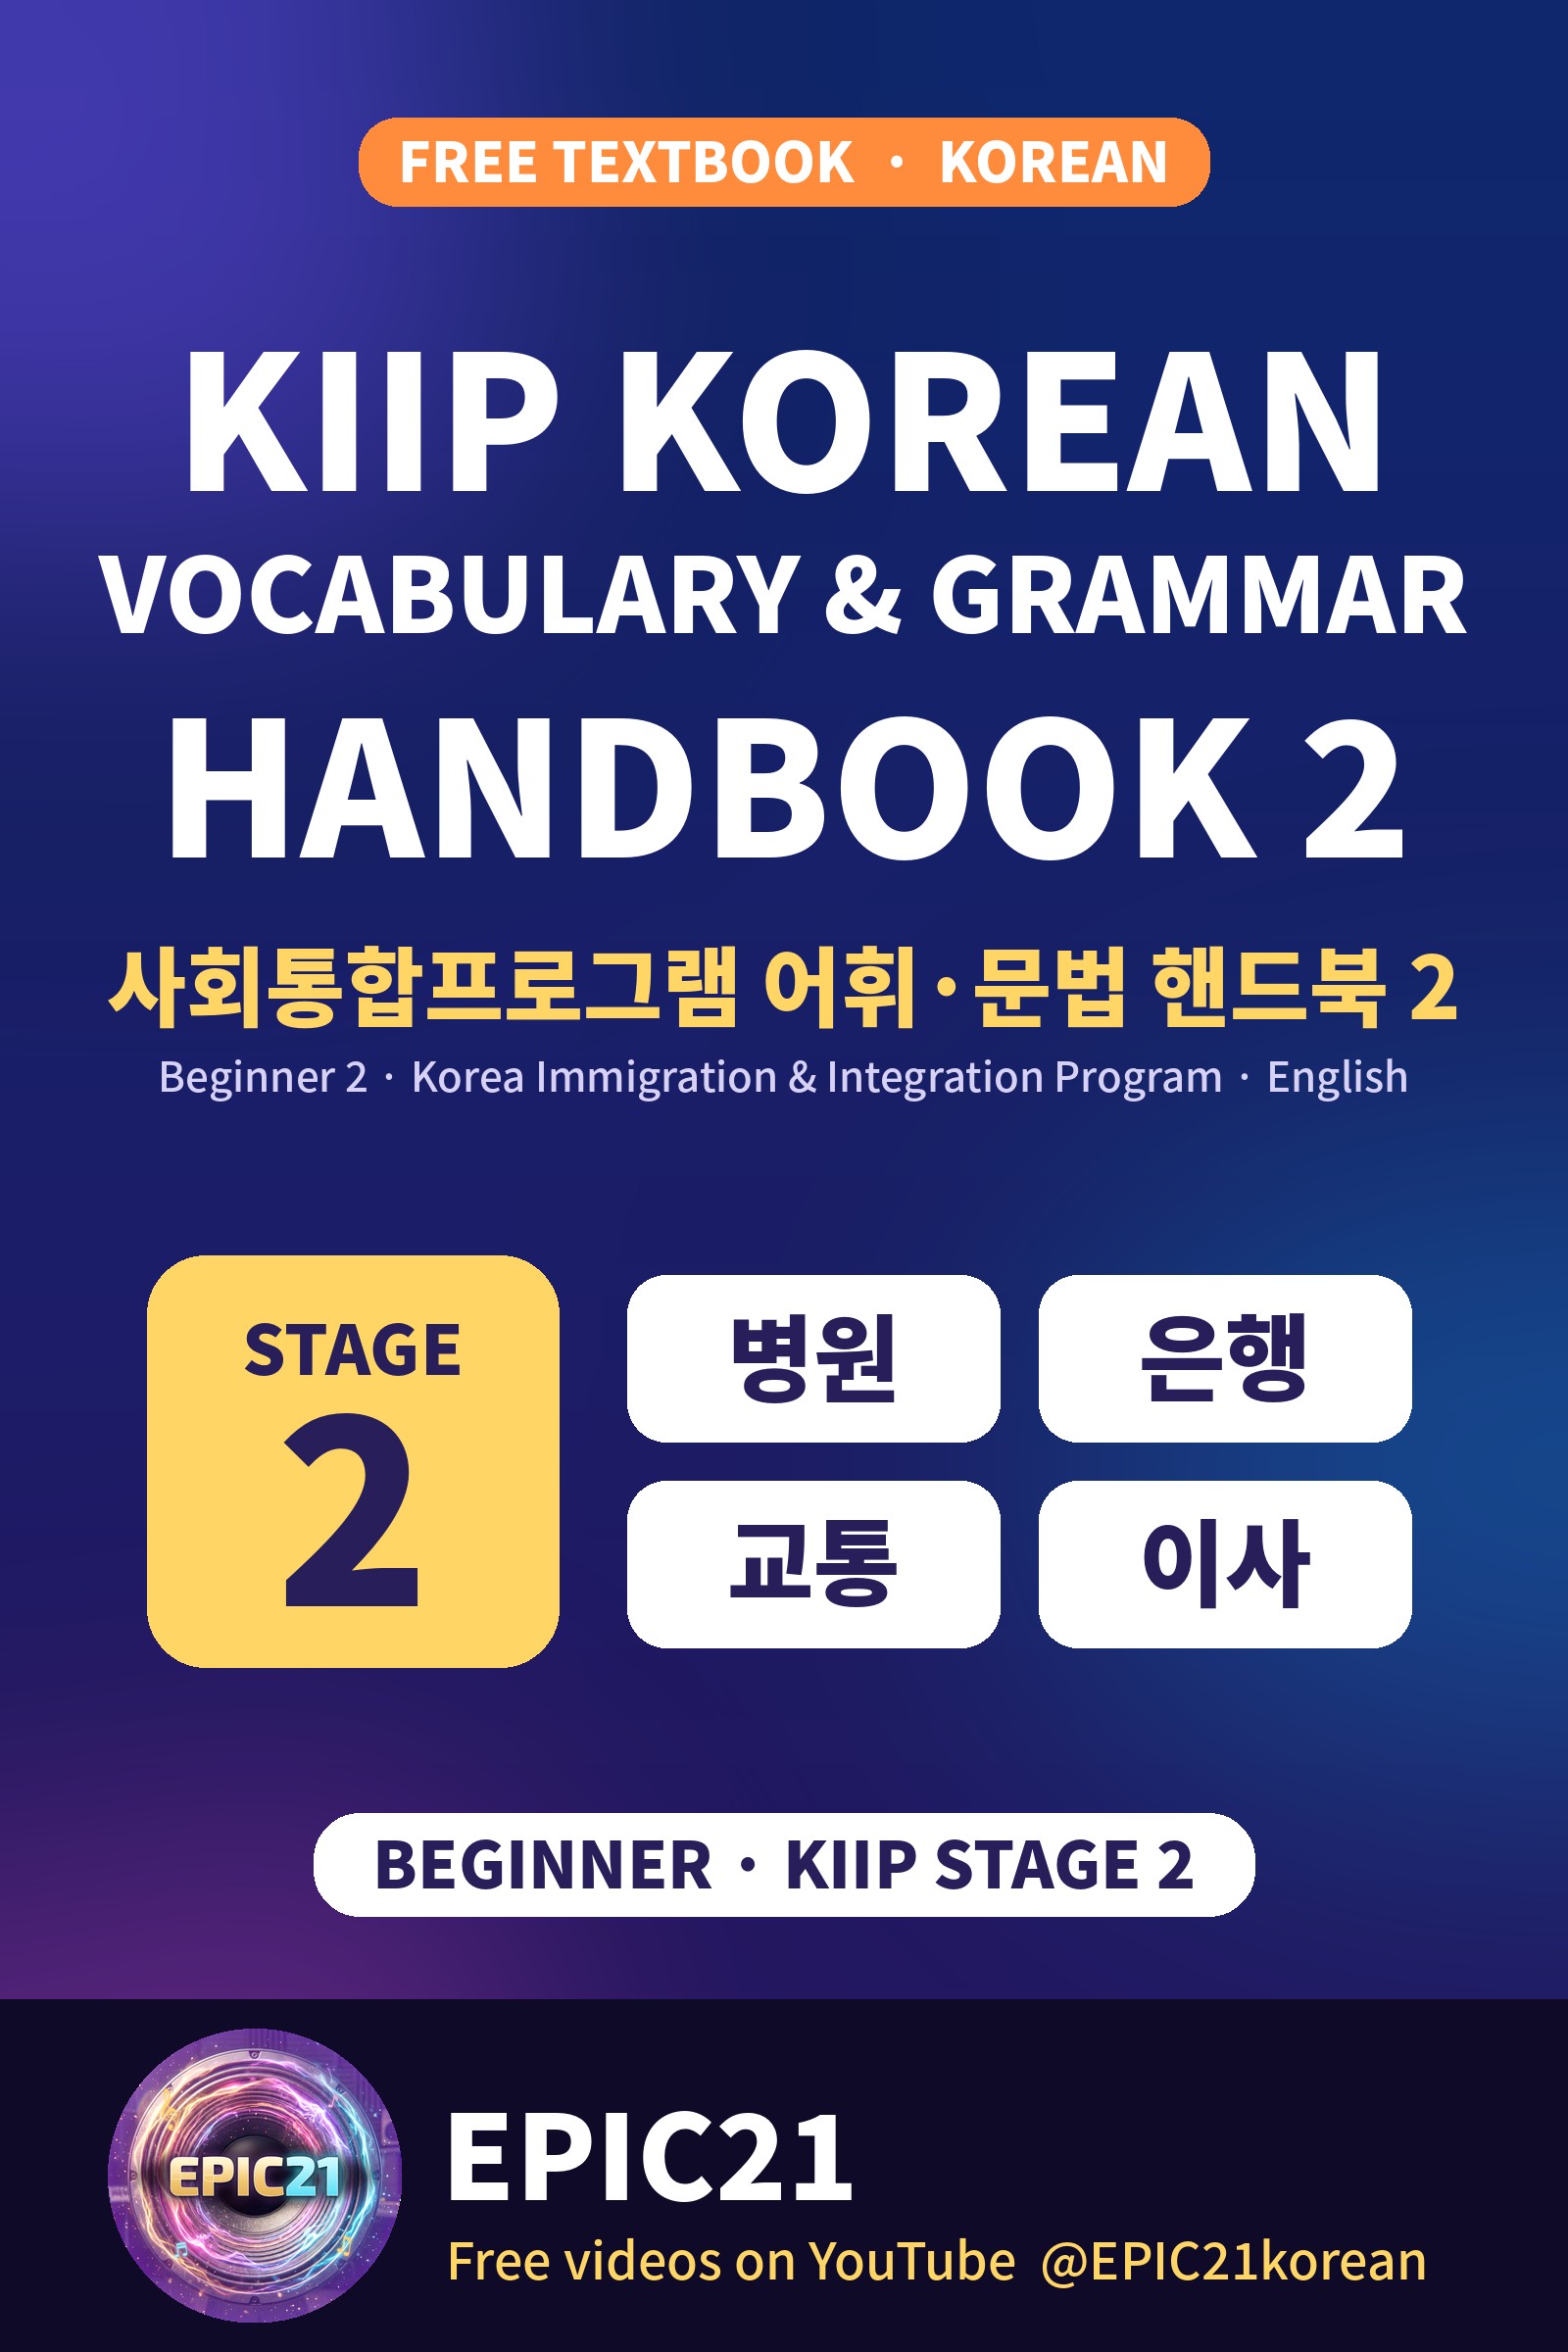 FREE TEXTBOOK · KOREAN
KIIP KOREAN
VOCABULARY & GRAMMAR
HANDBOOK 2
사회통합프로그램 어휘·문법 핸드북 2
Beginner 2 · Korea Immigration & Integration Program · English
STAGE
2
병원
은행
교통
이사
BEGINNER · KIIP STAGE 2
EPIC21
EPIC21
Free videos on YouTube @EPIC21korean